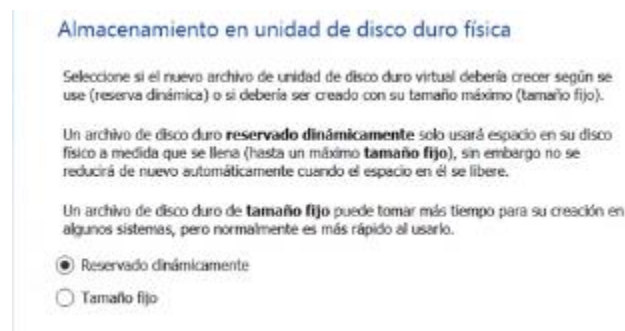 Almacenamiento en unidad de disco duro física
Seleccione si el nuevo archivo de unidad de disco duro virtual debería crecer según se
use (reserva dinámica) o si debería ser creado con su tamaño máximo (tamaño fijo).
Un archivo de disco duro reservado dinámicamente solo usará espacio en su disco
físico a medida que se llena (hasta un máximo tamaño fijo), sin embargo no se
reducirá de nuevo automáticamente cuando el espacio en él se libere.
Un archivo de disco duro de tamaño fijo puede tomar más tiempo para su creación en
algunos sistemas, pero normalmente es más rápido al usarlo.
Reservado dinámicamente
Tamaño fijo